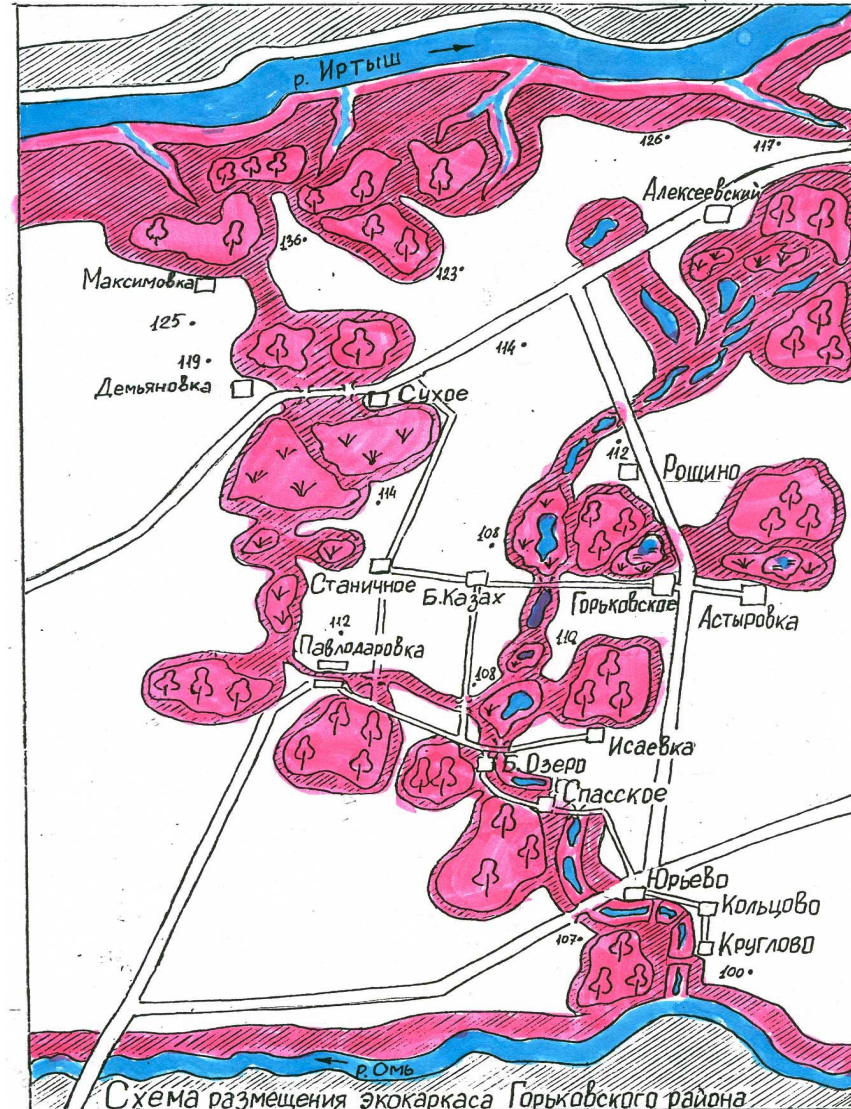 р. Иртыш
126
117
Алексеевский
136
123
Максимовка
125
114
119
Демьяновка
Сухое
112
Рощино
114
108
Станичное
Б.Казах
Горьковское
Астыровка
112
110
Павлодаровка
108
Исаевка
Б.Озеро
Спасское
Юрьево
Кольцово
107
Круглово
100
р.Омь
Схема размещения экокаркаса Горьковского района